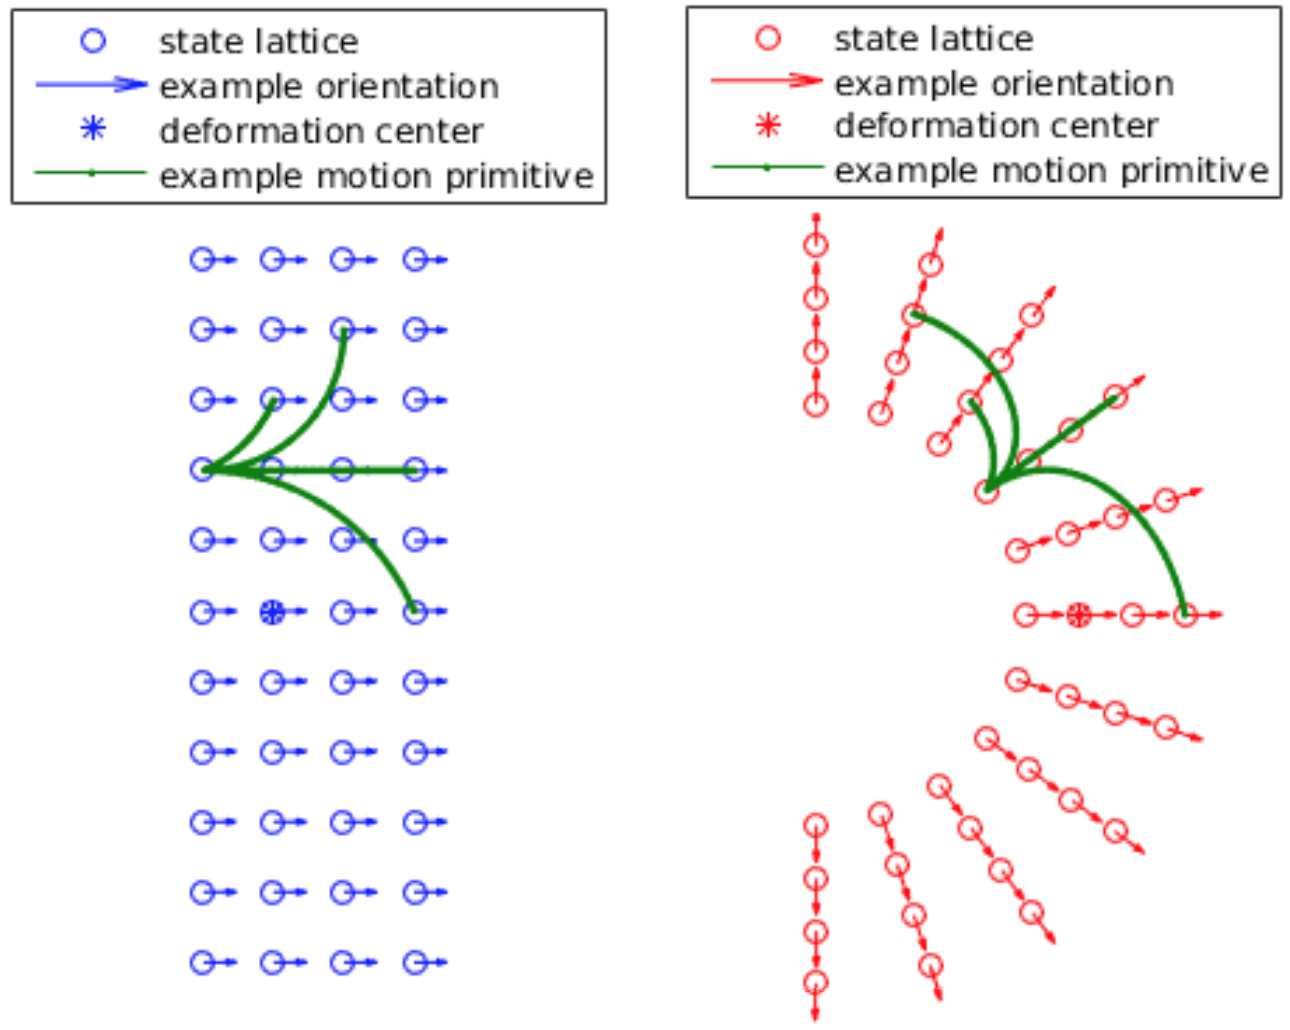 state lattice
example orientation
deformation center
example motion primitive
state lattice
example orientation
deformation center
example motion primitive